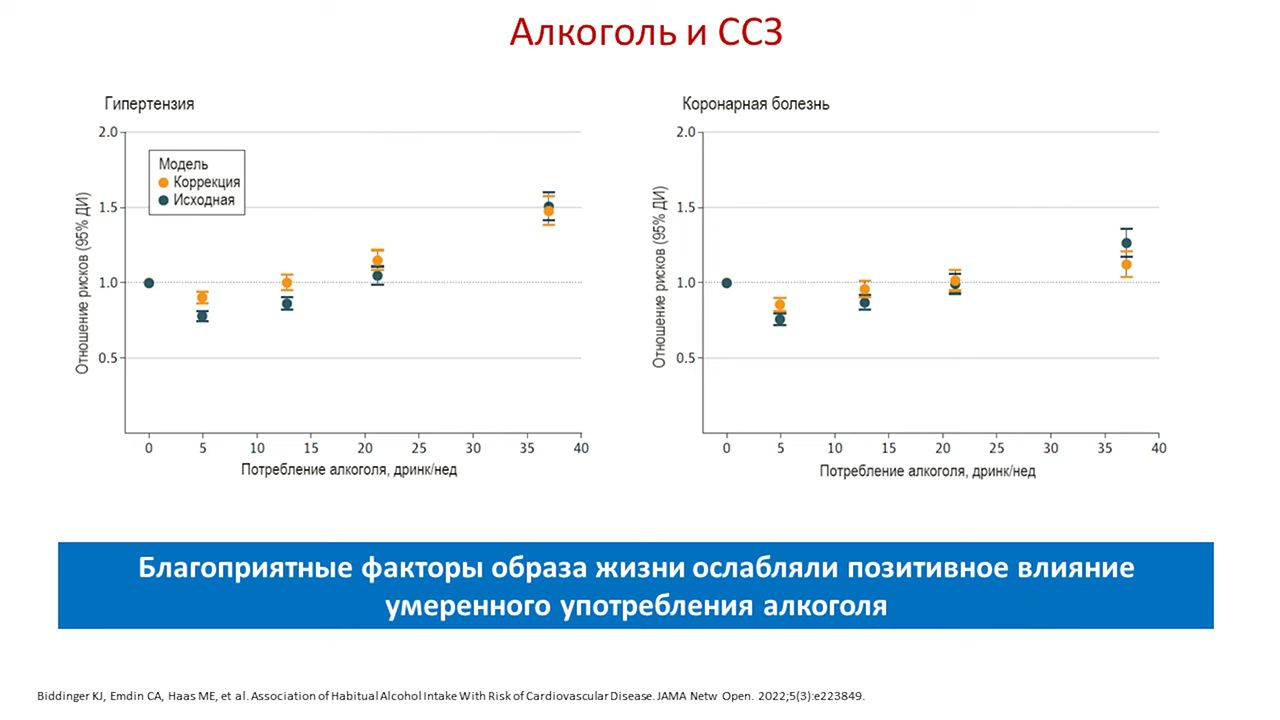 Алкоголь и ССЗ
Гипертензия
2.0
1.5
1.0
0.5
Отношение рисков (95% ДИ)
Модель
Коррекция
Исходная
0 5 10 15 20 25 30 35 40
Потребление алкоголя, дринк/нед
Коронарная болезнь
2.0
1.5
1.0
0.5
Отношение рисков (95% ДИ)
0 5 10 15 20 25 30 35 40
Потребление алкоголя, дринк/нед
Благоприятные факторы образа жизни ослабляли позитивное влияние
умеренного употребления алкоголя
Biddinger KJ, Emdin CA, Haas ME, et al. Association of Habitual Alcohol Intake With Risk of Cardiovascular Disease. JAMA Netw Open. 2022;5(3):e223849.